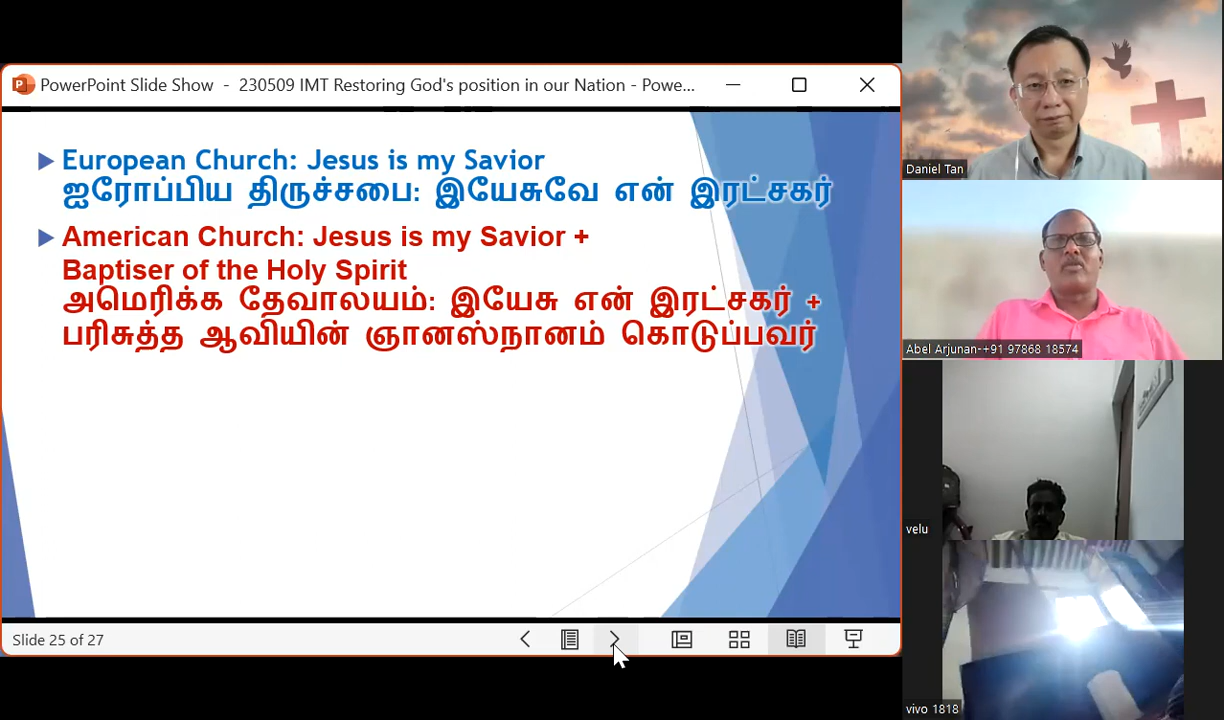 PowerPoint Slide Show - 230509 IMT Restoring God's position in our Nation - Powe...
European Church: Jesus is my Savior
ஐரோப்பிய திருச்சபை: இயேசுவே என் இரட்சகர்
American Church: Jesus is my Savior +
Baptiser of the Holy Spirit
அமெரிக்க தேவாலயம்: இயேசு என் இரட்சகர் +
பரிசுத்த ஆவியின் ஞானஸ்நானம் கொடுப்பவர்
Slide 25 of 27
Daniel Tan
Abel Arjunan-+91 97868 18574
velu
vivo 1818